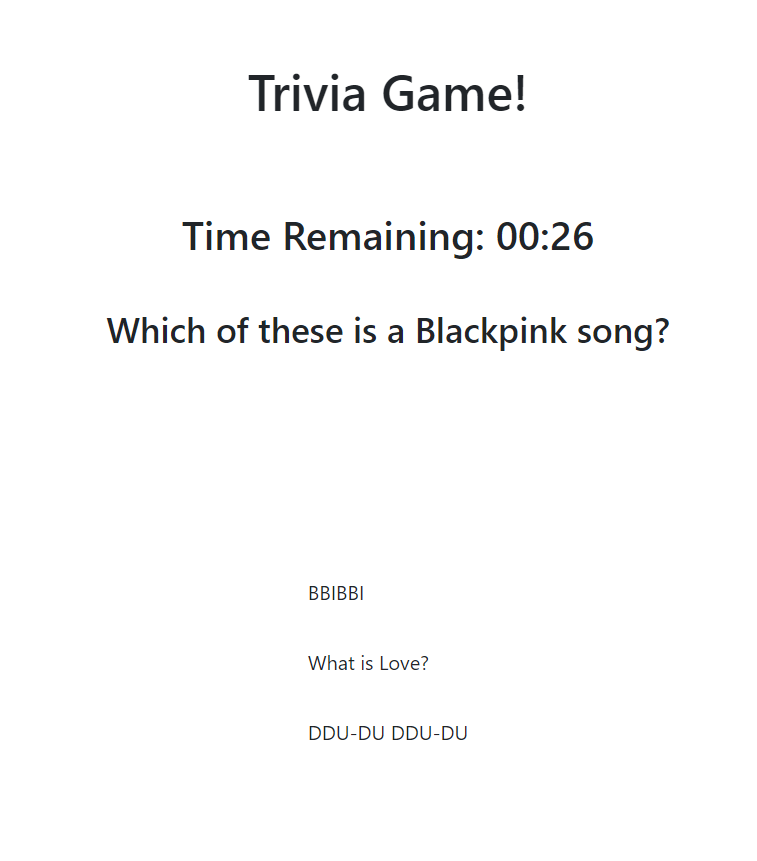 Trivia Game!
Time Remaining: 00:26
Which of these is a Blackpink song?
BBIBBI
What is Love?
DDU-DU DDU-DU